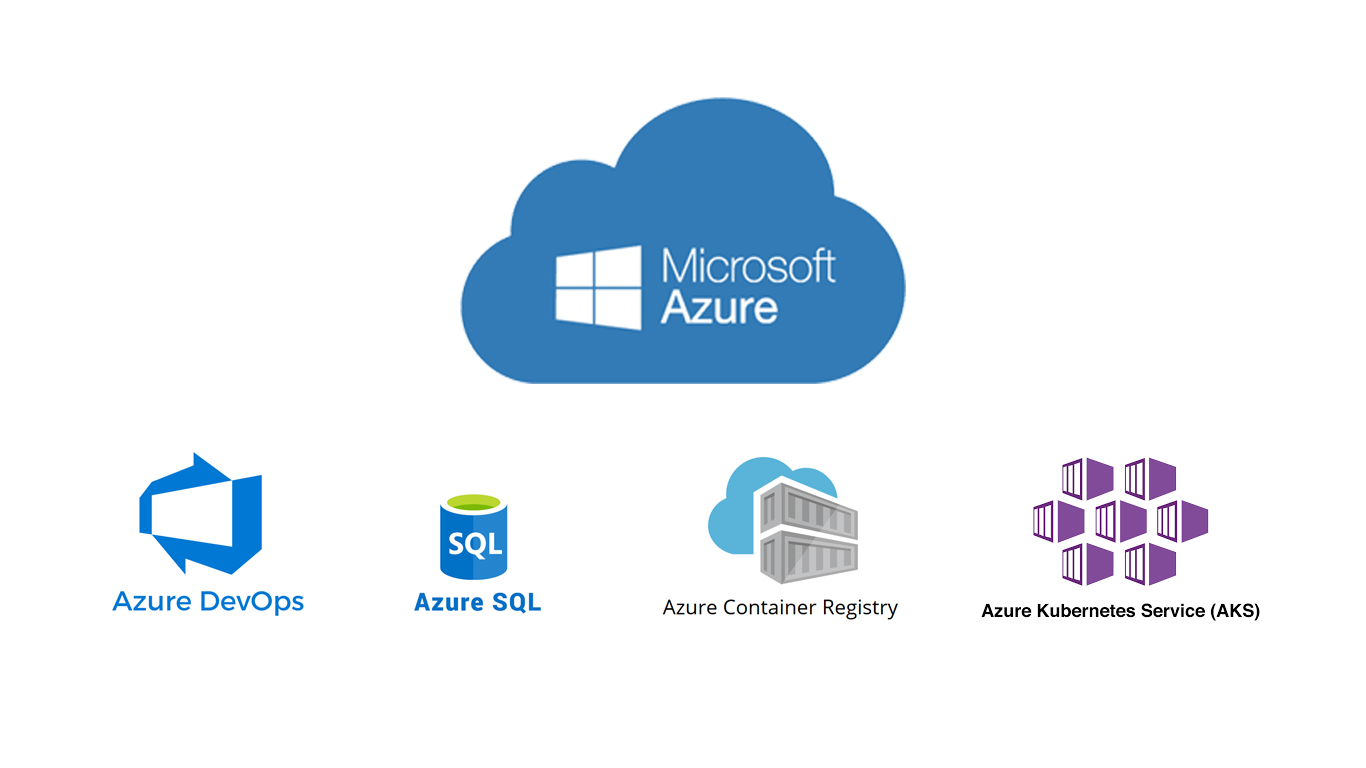 Microsoft
Azure
Azure DevOps
SQL
Azure SQL
Azure Container Registry
Azure Kubernetes Service (AKS)